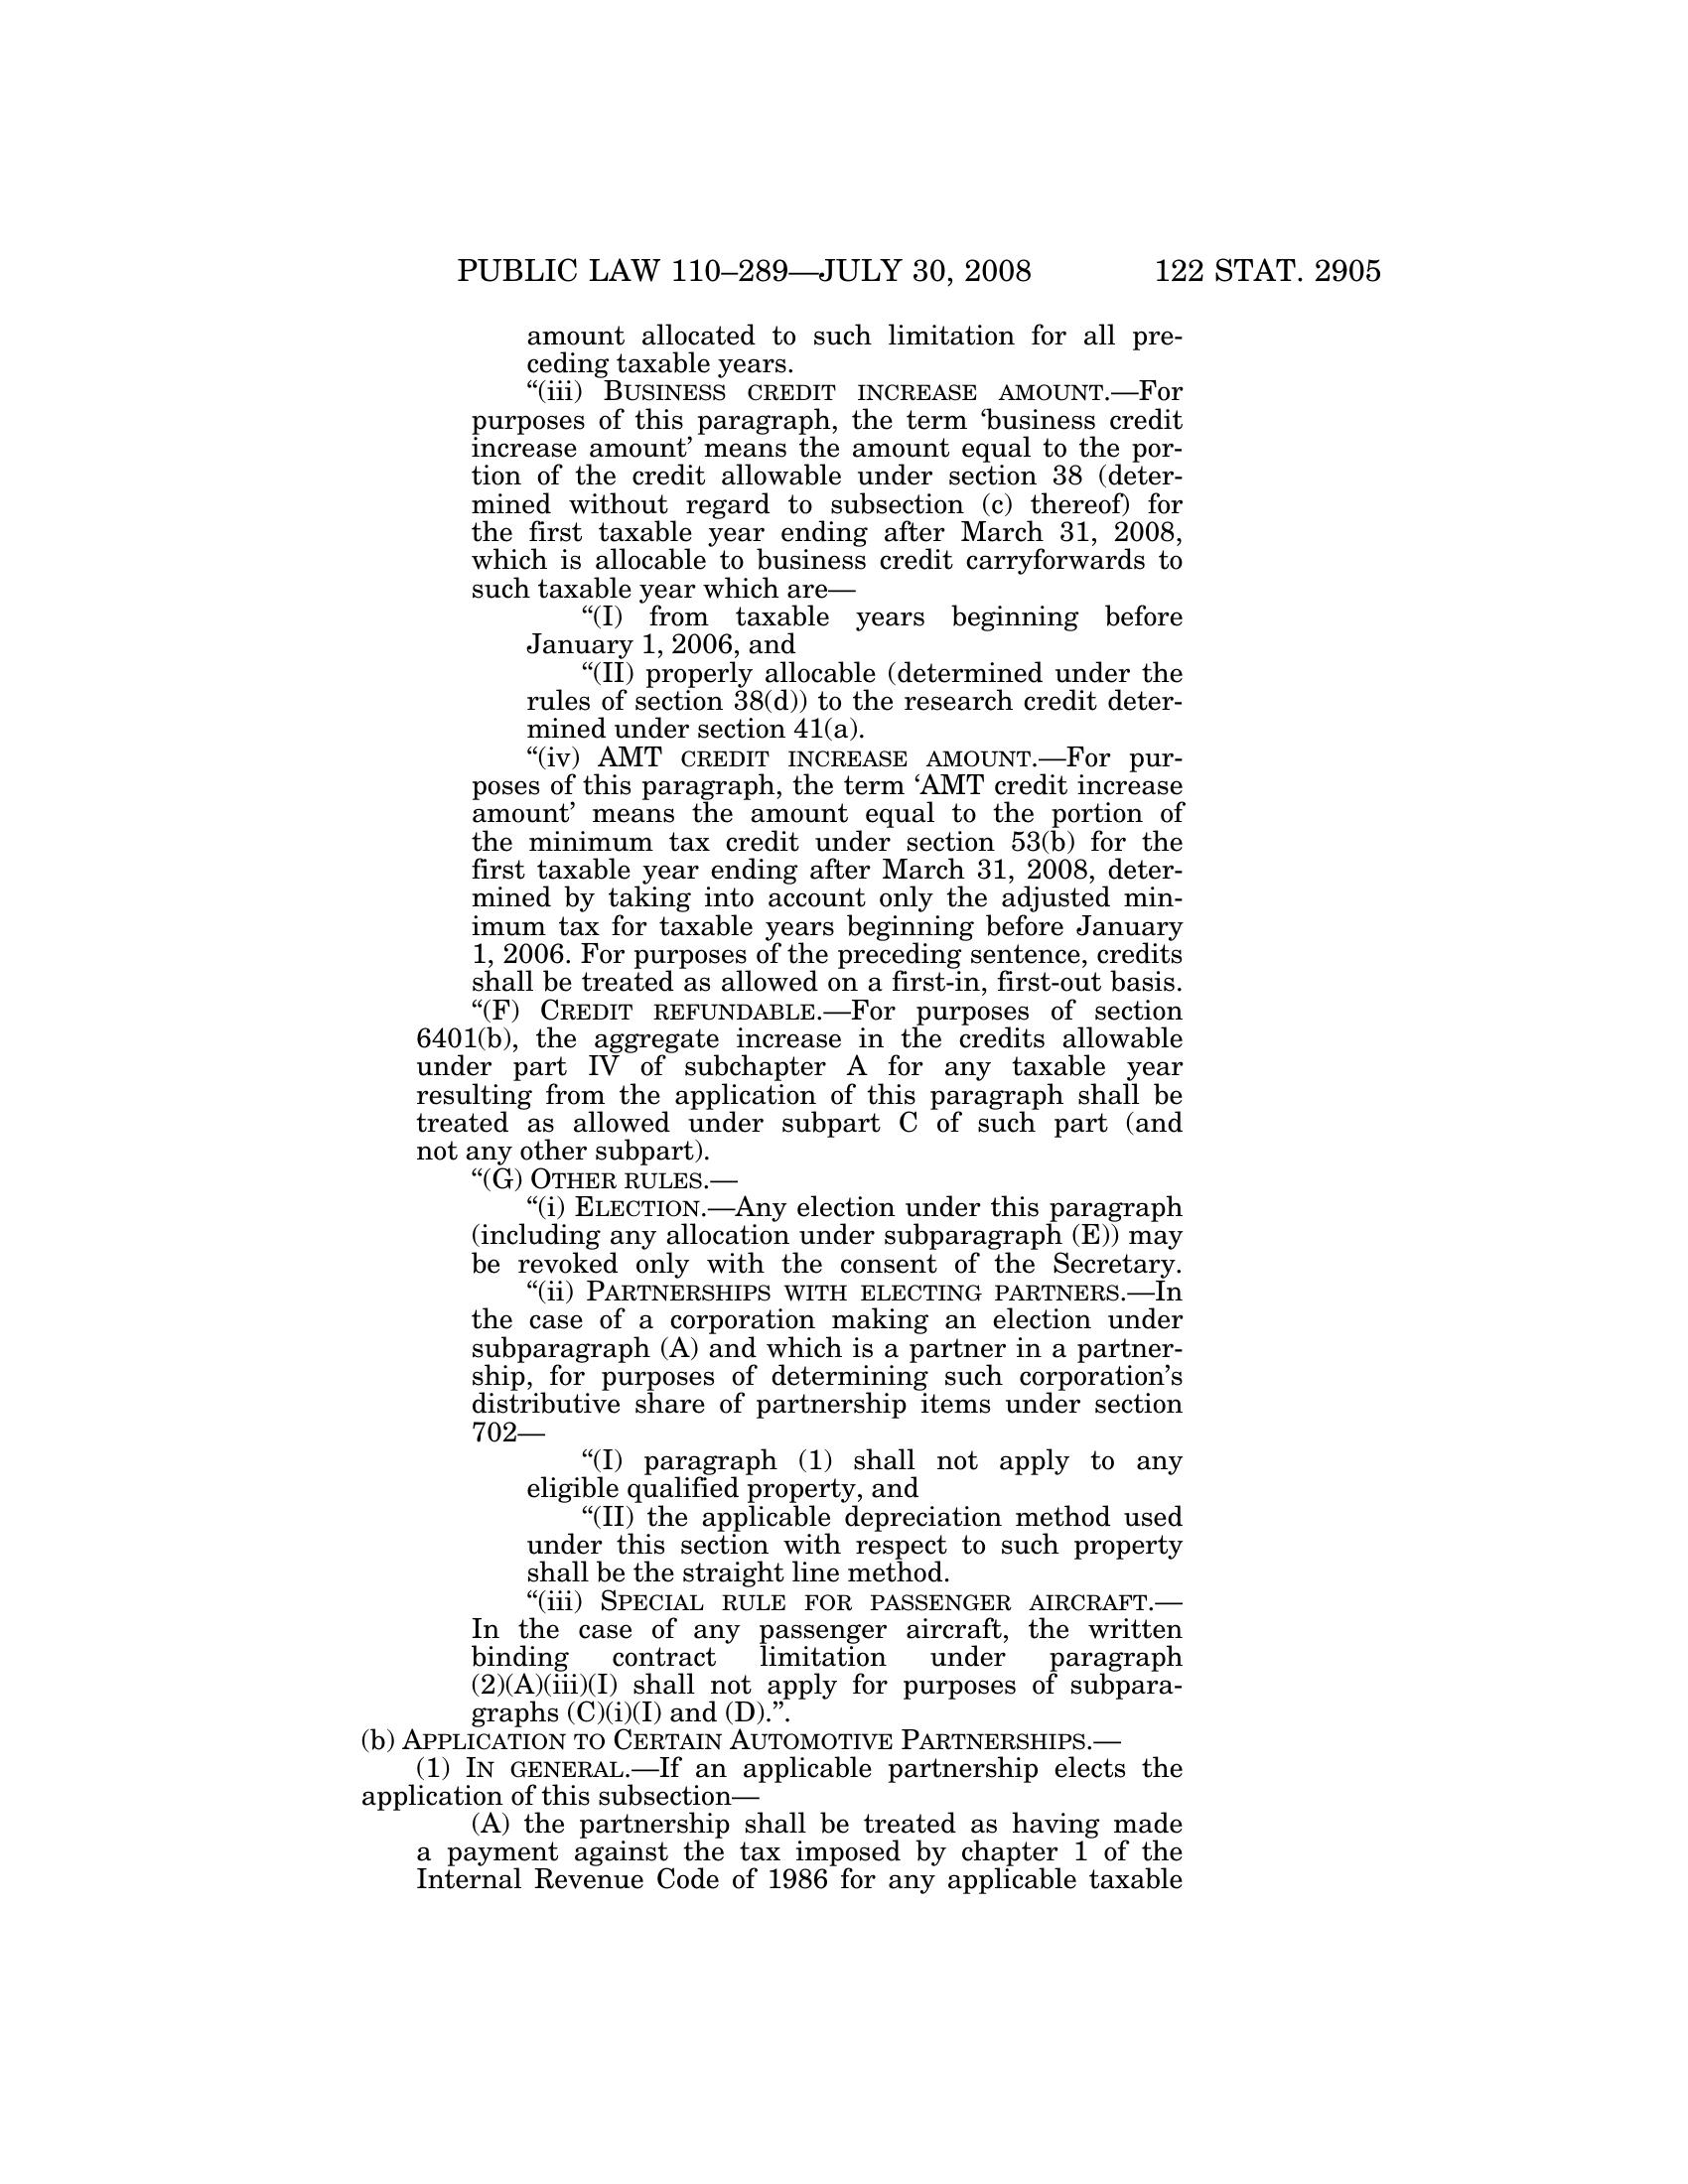 PUBLIC LAW 110–289—JULY 30, 2008 122 STAT. 2905
amount allocated to such limitation for all pre-
ceding taxable years.
“(iii) BUSINESS CREDIT INCREASE AMOUNT.—For
purposes of this paragraph, the term ‘business credit
increase amount’ means the amount equal to the por-
tion of the credit allowable under section 38 (deter-
mined without regard to subsection (c) thereof) for
the first taxable year ending after March 31, 2008,
which is allocable to business credit carryforwards to
such taxable year which are—
“(I) from taxable years beginning before
January 1, 2006, and
“(II) properly allocable (determined under the
rules of section 38(d)) to the research credit deter-
mined under section 41(a).
“(iv) AMT CREDIT INCREASE AMOUNT.—For pur-
poses of this paragraph, the term ‘AMT credit increase
amount’ means the amount equal to the portion of
the minimum tax credit under section 53(b) for the
first taxable year ending after March 31, 2008, deter-
mined by taking into account only the adjusted min-
imum tax for taxable years beginning before January
1, 2006. For purposes of the preceding sentence, credits
shall be treated as allowed on a first-in, first-out basis.
“(F) CREDIT REFUNDABLE.—For purposes of section
6401(b), the aggregate increase in the credits allowable
under part IV of subchapter A for any taxable year
resulting from the application of this paragraph shall be
treated as allowed under subpart C of such part (and
not any other subpart).
“(G) OTHER RULES.—
“(i) ELECTION.—Any election under this paragraph
(including any allocation under subparagraph (E)) may
be revoked only with the consent of the Secretary.
“(ii) PARTNERSHIPS WITH ELECTING PARTNERS.—In
the case of a corporation making an election under
subparagraph (A) and which is a partner in a partner-
ship, for purposes of determining such corporation’s
distributive share of partnership items under section
702—
“(I) paragraph (1) shall not apply to any
eligible qualified property, and
“(II) the applicable depreciation method used
under this section with respect to such property
shall be the straight line method.
“(iii) SPECIAL RULE FOR PASSENGER AIRCRAFT.—
In the case of any passenger aircraft, the written
binding contract limitation under paragraph
(2)(A)(iii)(I) shall not apply for purposes of subpara-
graphs (C)(i)(I) and (D).”.
(b) APPLICATION TO CERTAIN AUTOMOTIVE PARTNERSHIPS.—
(1) IN GENERAL.—If an applicable partnership elects the
application of this subsection—
(A) the partnership shall be treated as having made
a payment against the tax imposed by chapter 1 of the
Internal Revenue Code of 1986 for any applicable taxable